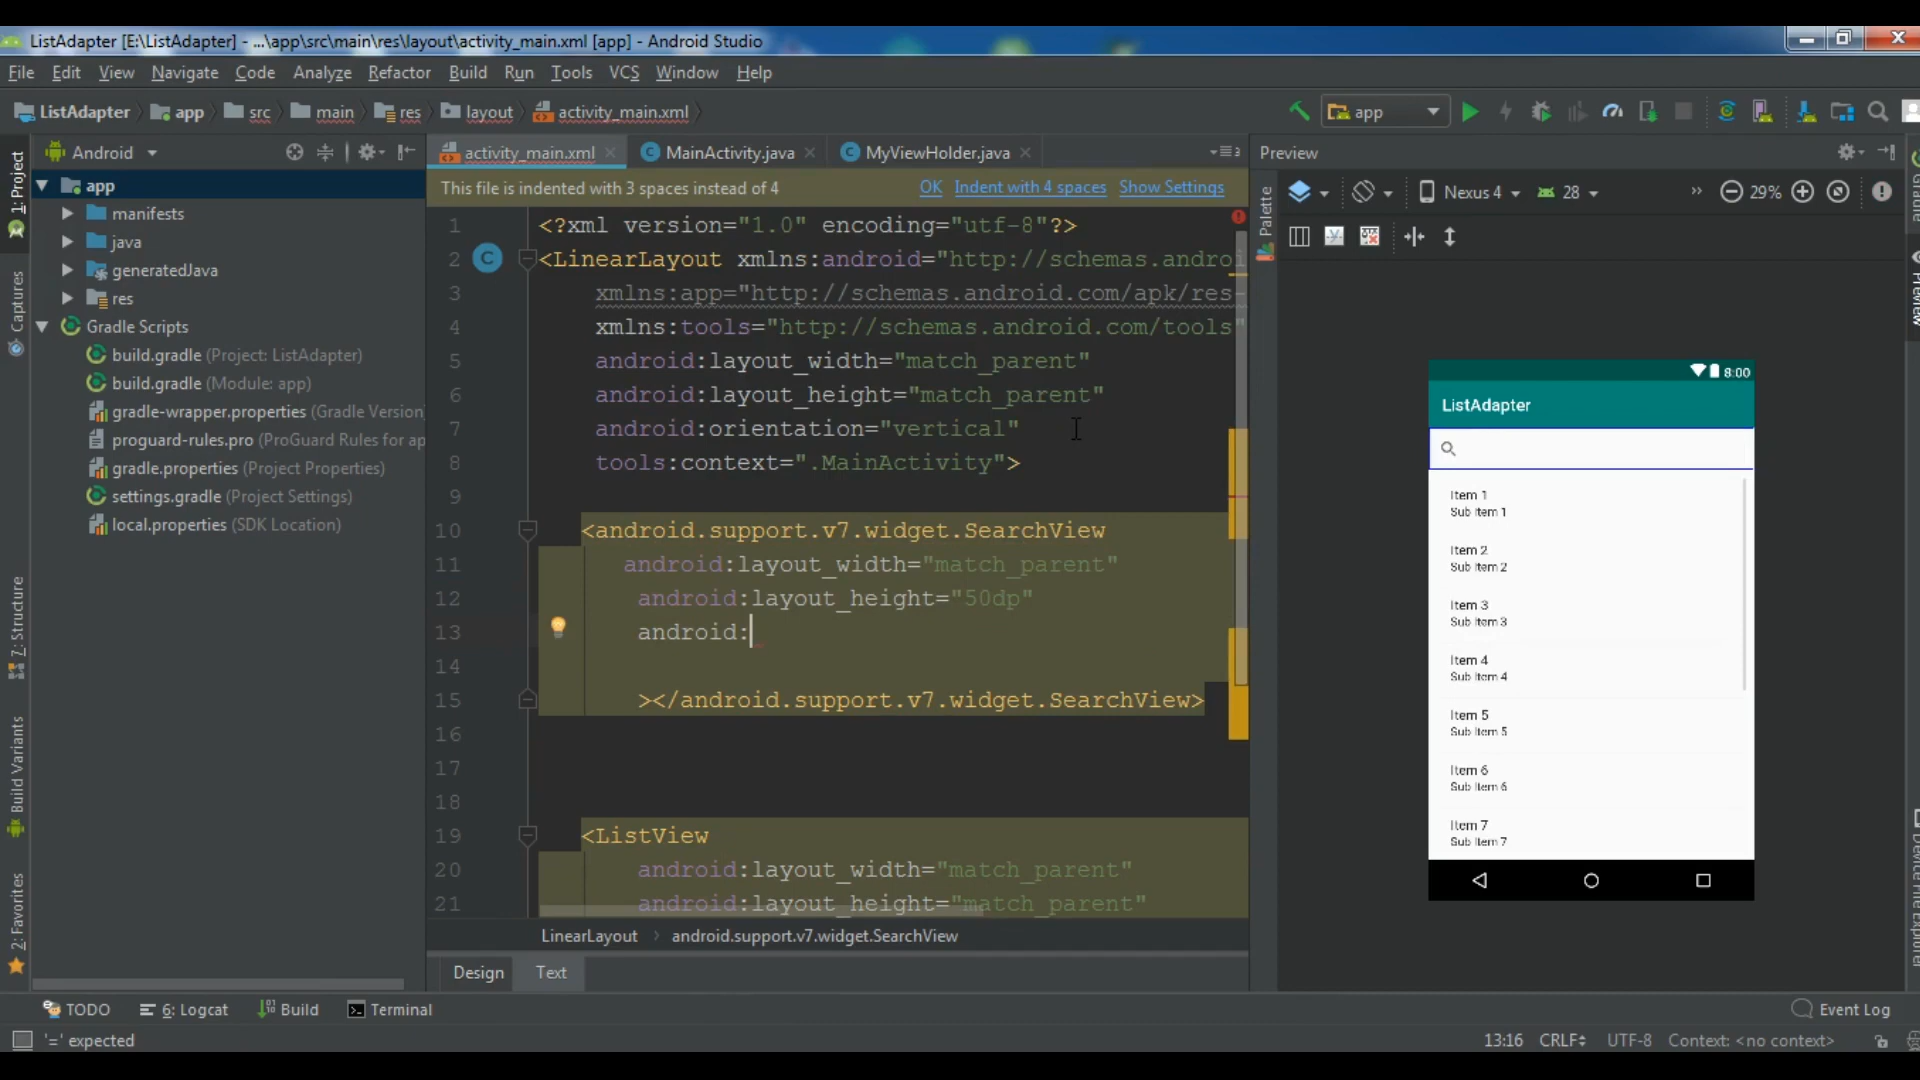 ListAdapter [E:\ListAdapter] - ...\app\src\main\res\layout\activity_main.xml [app] - Android Studio
File Edit View Navigate Code Analyze Refactor Build Run Tools VCS Window Help
ListAdapter app src main res layout activity_main.xml
app
1: Project
Captures
7: Structure
Build Variants
2: Favorites
Android
app
manifests
java
generatedJava
res
Gradle Scripts
build.gradle (Project: ListAdapter)
build.gradle (Module: app)
gradle-wrapper.properties (Gradle Version
proguard-rules.pro (ProGuard Rules for ap
gradle.properties (Project Properties)
settings.gradle (Project Settings)
local.properties (SDK Location)
activity_main.xml MainActivity.java MyViewHolder.java
This file is indented with 3 spaces instead of 4 OK Indent with 4 spaces Show Settings
1 <?xml version="1.0" encoding="utf-8"?>
2 <LinearLayout xmlns:android="http://schemas.androi
3 xmlns:app="http://schemas.android.com/apk/res-
4 xmlns:tools="http://schemas.android.com/tools"
5 android:layout_width="match_parent"
6 android:layout_height="match_parent"
7 android:orientation="vertical"
8 tools:context=".MainActivity">
9
10 <android.support.v7.widget.SearchView
11 android:layout_width="match_parent"
12 android:layout_height="50dp"
13 android:
14
15 ></android.support.v7.widget.SearchView>
16
17
18
19 <ListView
20 android:layout_width="match_parent"
21 android:layout_height="match_parent"
LinearLayout android.support.v7.widget.SearchView
Design Text
Preview
Palette
Nexus 4 28 29%
8:00
ListAdapter
Item 1
Sub Item 1
Item 2
Sub Item 2
Item 3
Sub Item 3
Item 4
Sub Item 4
Item 5
Sub Item 5
Item 6
Sub Item 6
Item 7
Sub Item 7
Gradle
Preview
Device File Explorer
TODO 6: Logcat Build Terminal Event Log
'=' expected
13:16 CRLF UTF-8 Context: <no context>